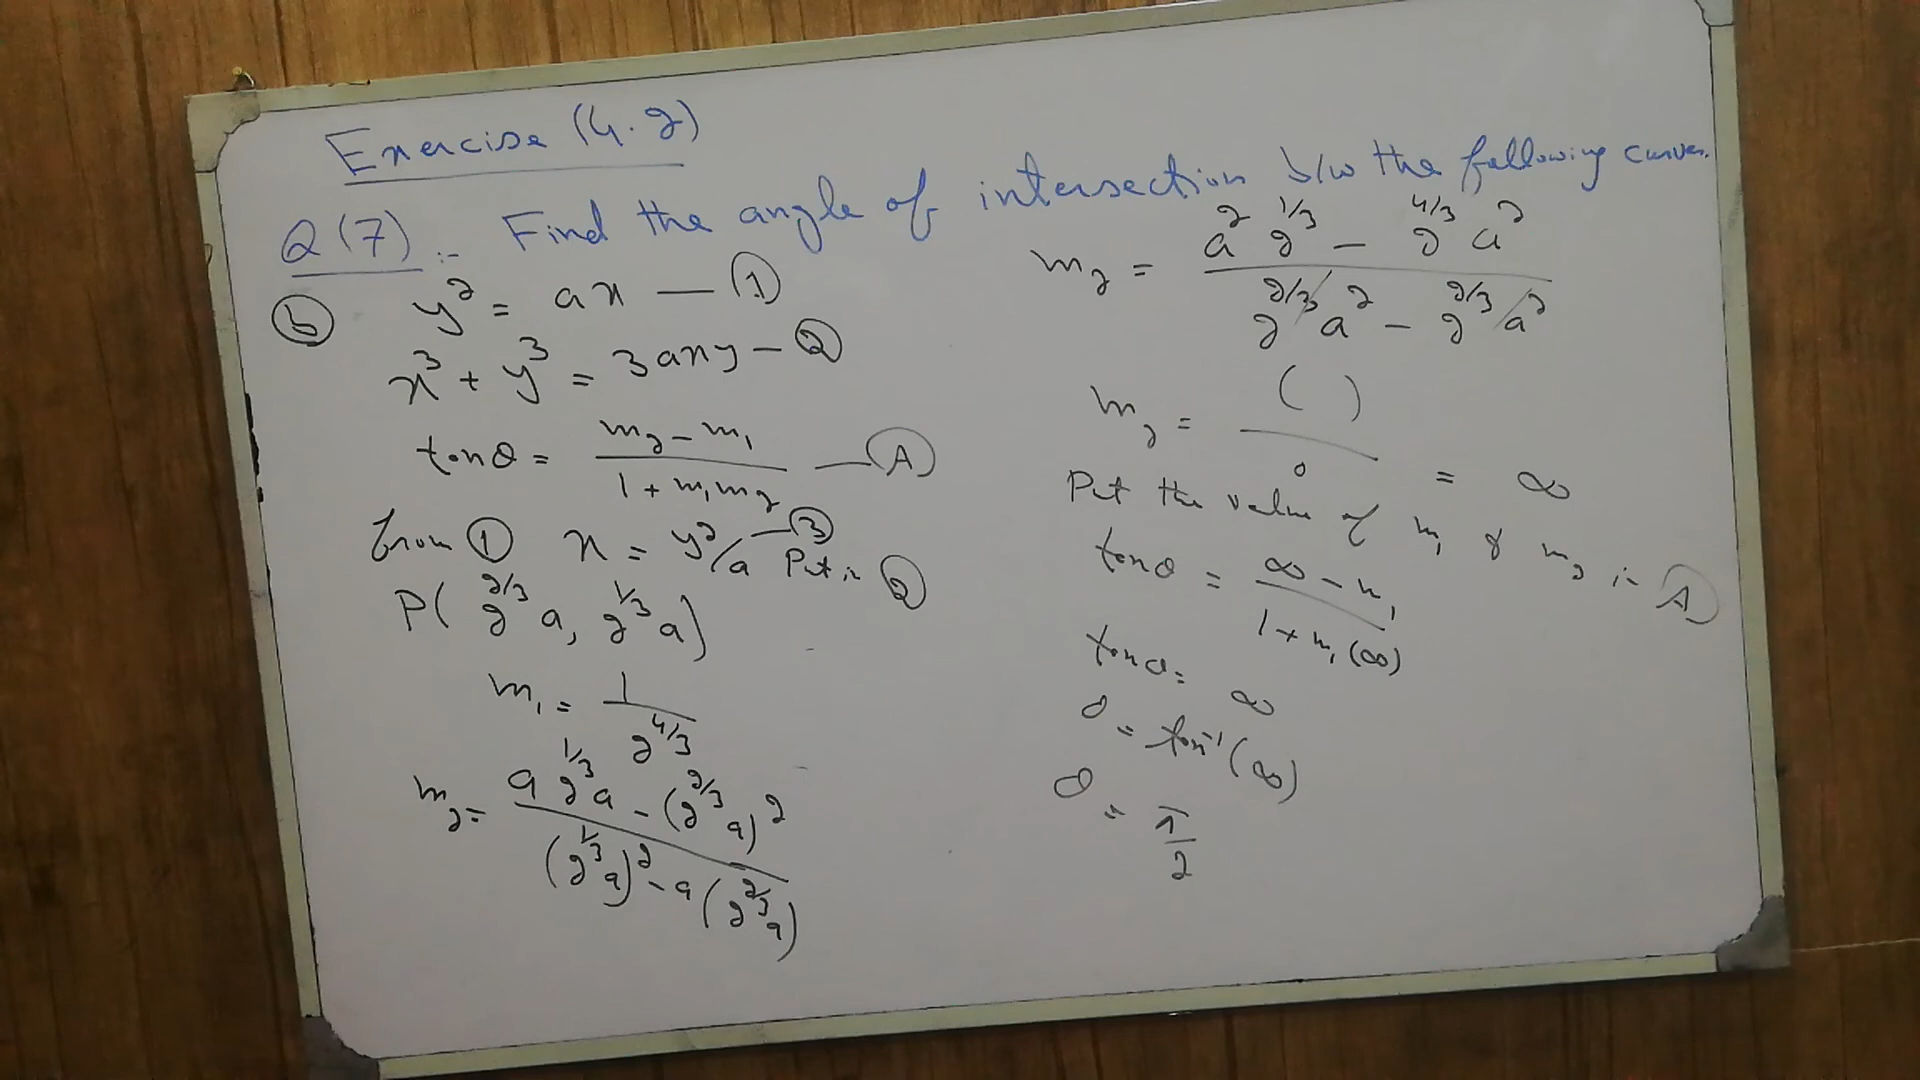 Exercise (4.2)
Q(7) :- Find the angle of intersection b/w the following curves.
(b) y² = ax — (1)
x³ + y³ = 3axy — (2)
tanθ = (m₂ - m₁)/(1 + m₁m₂) — (A)
from (1) x = y²/a — (3) Put in (2)
P(2^(2/3) a, 2^(1/3) a)
m₁ = 1/2^(4/3)
m₂ = (a 2^(1/3) a - (2^(2/3) a)²)/((2^(1/3) a)² - a(2^(2/3) a))
m₂ = (a² 2^(1/3) - 2^(4/3) a²)/(2^(2/3) a² - 2^(2/3) a²)
m₂ = ( )/0 = ∞
Put the value of m₁ & m₂ in (A)
tanθ = (∞ - m₁)/(1 + m₁(∞))
tanθ = ∞
θ = tan⁻¹(∞)
θ = π/2